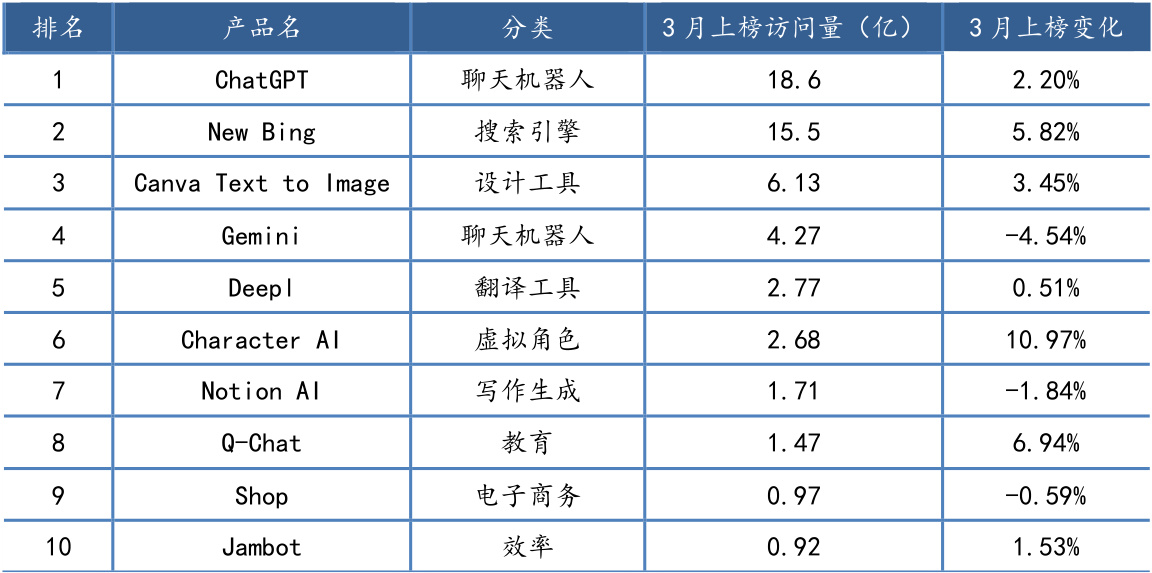 排名 产品名 分类 3月上榜访问量（亿） 3月上榜变化
1 ChatGPT 聊天机器人 18.6 2.20%
2 New Bing 搜索引擎 15.5 5.82%
3 Canva Text to Image 设计工具 6.13 3.45%
4 Gemini 聊天机器人 4.27 -4.54%
5 Deepl 翻译工具 2.77 0.51%
6 Character AI 虚拟角色 2.68 10.97%
7 Notion AI 写作生成 1.71 -1.84%
8 Q-Chat 教育 1.47 6.94%
9 Shop 电子商务 0.97 -0.59%
10 Jambot 效率 0.92 1.53%